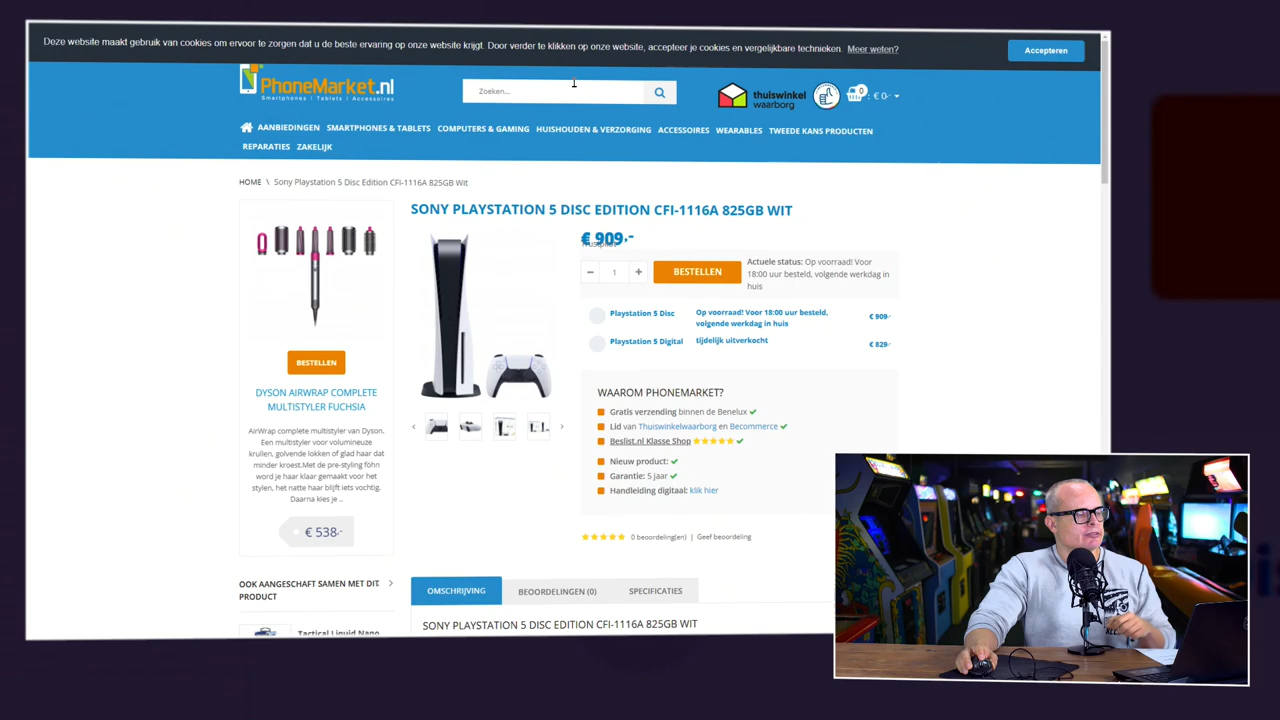 Deze website maakt gebruik van cookies om ervoor te zorgen dat u de beste ervaring op onze website krijgt. Door verder te klikken op onze website, accepteer je cookies en vergelijkbare technieken. Meer weten?
Accepteren
PhoneMarket.nl
Smartphones | Tablets | Accessoires
Zoeken...
thuiswinkel
waarborg
0
: € 0,-
AANBIEDINGEN SMARTPHONES & TABLETS COMPUTERS & GAMING HUISHOUDEN & VERZORGING ACCESSOIRES WEARABLES TWEEDE KANS PRODUCTEN
REPARATIES ZAKELIJK
HOME \ Sony Playstation 5 Disc Edition CFI-1116A 825GB Wit
BESTELLEN
DYSON AIRWRAP COMPLETE
MULTISTYLER FUCHSIA
AirWrap complete multistyler van Dyson.
Een multistyler voor volumineuze
krullen, golvende lokken of glad haar dat
minder kroest.Met de pre-styling föhn
word je haar klaar gemaakt voor het
stylen, het natte haar blijft iets vochtig.
Daarna kies je ..
€ 538,-
OOK AANGESCHAFT SAMEN MET DIT
PRODUCT
Tactical Liquid Nano
SONY PLAYSTATION 5 DISC EDITION CFI-1116A 825GB WIT
€ 909,-
Trustpilot
− 1 +
BESTELLEN
Actuele status: Op voorraad! Voor
18:00 uur besteld, volgende werkdag in
huis
Playstation 5 Disc
Op voorraad! Voor 18:00 uur besteld,
volgende werkdag in huis
€ 909,-
Playstation 5 Digital
tijdelijk uitverkocht
€ 829,-
WAAROM PHONEMARKET?
Gratis verzending binnen de Benelux
Lid van Thuiswinkelwaarborg en Becommerce
Beslist.nl Klasse Shop
Nieuw product:
Garantie: 5 jaar
Handleiding digitaal: klik hier
0 beoordeling(en) | Geef beoordeling
OMSCHRIJVING
BEOORDELINGEN (0)
SPECIFICATIES
SONY PLAYSTATION 5 DISC EDITION CFI-1116A 825GB WIT